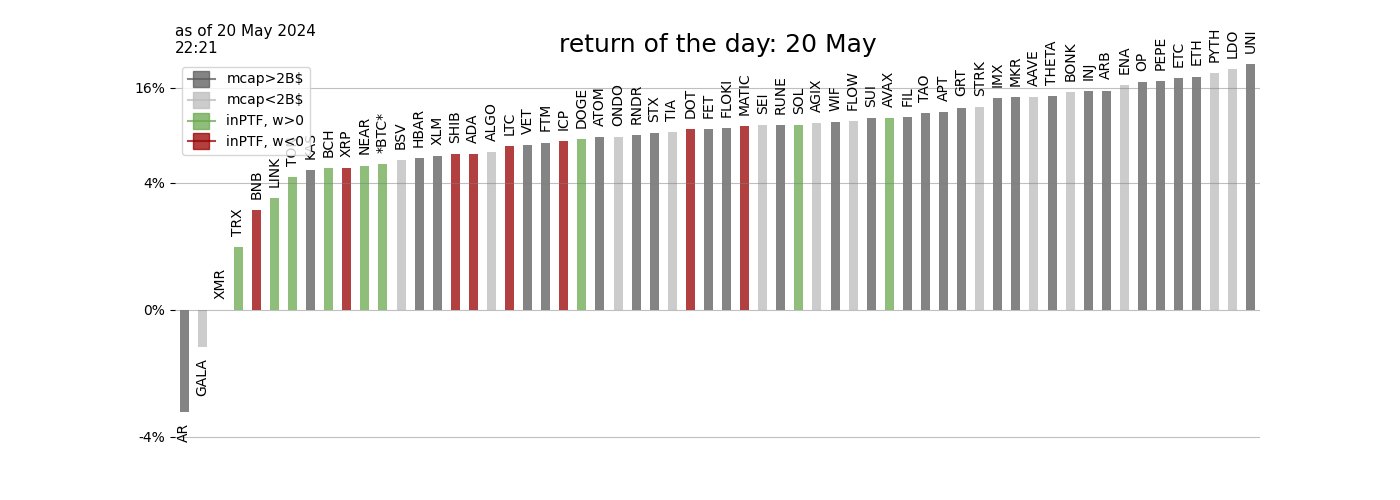 as of 20 May 2024
22:21
return of the day: 20 May
mcap>2B$
mcap<2B$
inPTF, w>0
inPTF, w<0
16%
4%
0%
-4%
AR
GALA
XMR
TRX
BNB
LINK
KAS
BCH
XRP
NEAR
*BTC*
BSV
HBAR
XLM
SHIB
ADA
ALGO
LTC
VET
FTM
ICP
DOGE
ATOM
ONDO
RNDR
STX
TIA
DOT
FET
FLOKI
MATIC
SEI
RUNE
SOL
AGIX
WIF
FLOW
SUI
AVAX
FIL
TAO
APT
GRT
STRK
IMX
MKR
AAVE
THETA
BONK
INJ
ARB
ENA
OP
PEPE
ETC
ETH
PYTH
LDO
UNI